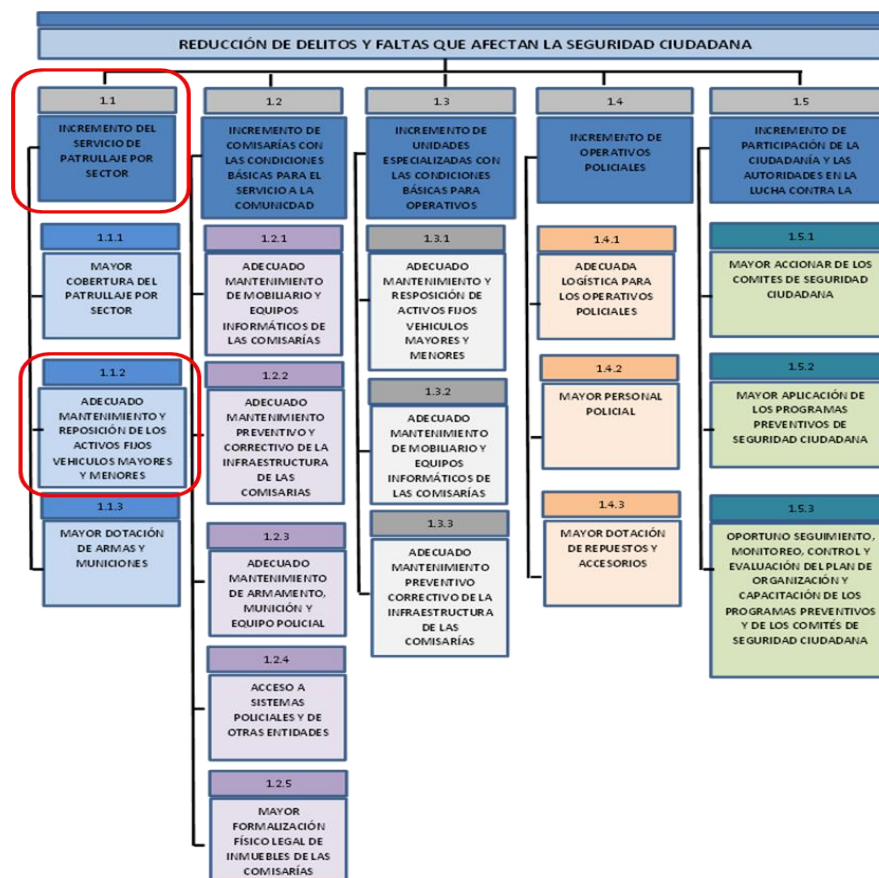 REDUCCIÓN DE DELITOS Y FALTAS QUE AFECTAN LA SEGURIDAD CIUDADANA
1.1
INCREMENTO DEL
SERVICIO DE
PATRULLAJE POR
SECTOR
1.1.1
MAYOR
COBERTURA DEL
PATRULLAJE POR
SECTOR
1.1.2
ADECUADO
MANTENIMIENTO Y
REPOSICIÓN DE LOS
ACTIVOS FIJOS
VEHICULOS MAYORES
Y MENORES
1.1.3
MAYOR DOTACIÓN
DE ARMAS Y
MUNICIONES
1.2
INCREMENTO DE
COMISARÍAS CON
LAS CONDICIONES
BÁSICAS PARA EL
SERVICIO A LA
COMUNICDAD
1.2.1
ADECUADO
MANTENIMIENTO
DE MOBILIARIO Y
EQUIPOS
INFORMÁTICOS DE
LAS COMISARÍAS
1.2.2
ADECUADO
MANTENIMIENTO
PREVENTIVO Y
CORRECTIVO DE LA
INFRAESTRUCTURA
DE LAS
COMISARIAS
1.2.3
ADECUADO
MANTENIMIENTO
DE ARMAMENTO,
MUNICIÓN Y
EQUIPO POLICIAL
1.2.4
ACCESO A
SISTEMAS
POLICIALES Y DE
OTRAS ENTIDADES
1.2.5
MAYOR
FORMALIZACIÓN
FÍSICO LEGAL DE
INMUEBLES DE LAS
COMISARÍAS
1.3
INCREMENTO DE
UNIDADES
ESPECIALIZADAS CON
LAS CONDICIONES
BÁSICAS PARA
OPERATIVOS
1.3.1
ADECUADO
MANTENIMIENTO Y
RESPOSICIÓN DE
ACTIVOS FIJOS
VEHICULOS
MAYORES Y
MENORES
1.3.2
ADECUADO
MANTENIMIENTO
DE MOBILIARIO Y
EQUIPOS
INFORMÁTICOS DE
LAS COMISARÍAS
1.3.3
ADECUADO
MANTENIMIENTO
PREVENTIVO
CORRECTIVO DE LA
INFRAESTRUCTURA
DE LAS
COMISARÍAS
1.4
INCREMENTO DE
OPERATIVOS
POLICIALES
1.4.1
ADECUADA
LOGÍSTICA PARA
LOS OPERATIVOS
POLICIALES
1.4.2
MAYOR PERSONAL
POLICIAL
1.4.3
MAYOR DOTACIÓN
DE REPUESTOS Y
ACCESORIOS
1.5
INCREMENTO DE
PARTICIPACIÓN DE LA
CIUDADANÍA Y LAS
AUTORIDADES EN LA
LUCHA CONTRA LA
1.5.1
MAYOR ACCIONAR DE LOS
COMITES DE SEGURIDAD
CIUDADANA
1.5.2
MAYOR APLICACIÓN DE
LOS PROGRAMAS
PREVENTIVOS DE
SEGURIDAD CIUDADANA
1.5.3
OPORTUNO SEGUIMIENTO,
MONITOREO, CONTROL Y
EVALUACIÓN DEL PLAN DE
ORGANIZACIÓN Y
CAPACITACIÓN DE LOS
PROGRAMAS PREVENTIVOS
Y DE LOS COMITÉS DE
SEGURIDAD CIUDADANA